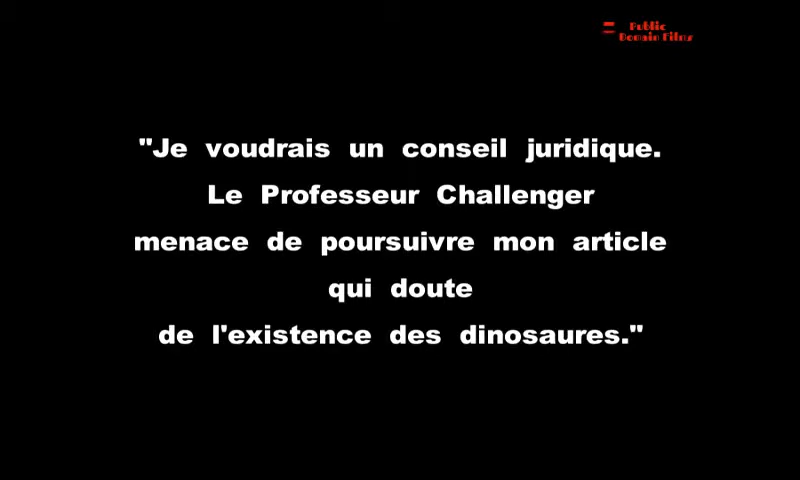 Public
Domain Films
"Je voudrais un conseil juridique.
Le Professeur Challenger
menace de poursuivre mon article
qui doute
de l'existence des dinosaures."